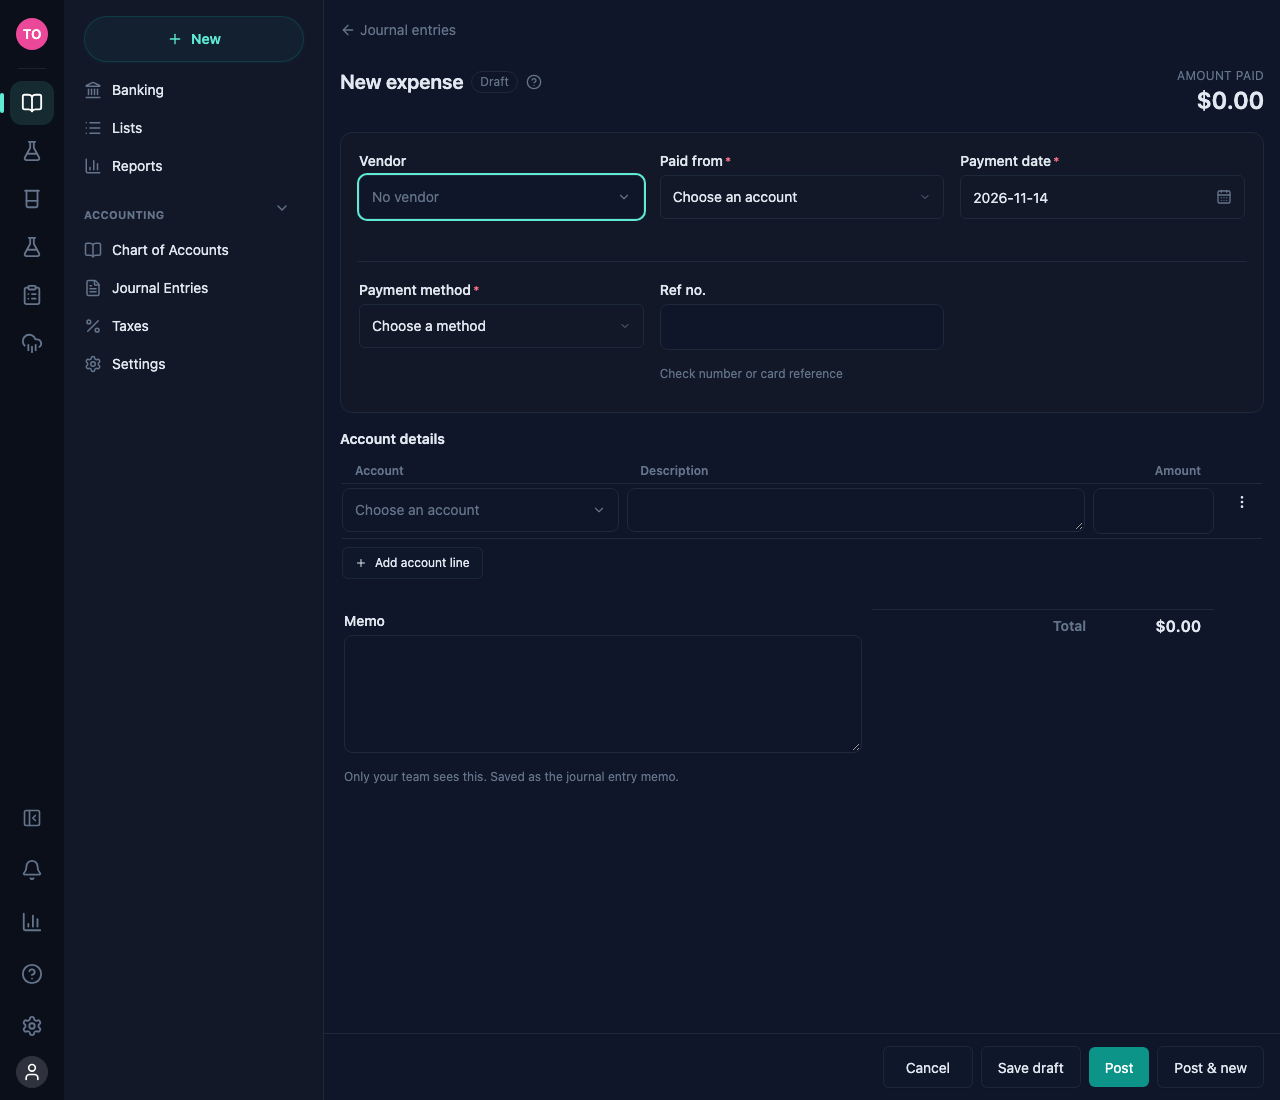 TO
New
Banking
Lists
Reports
ACCOUNTING
Chart of Accounts
Journal Entries
Taxes
Settings
Journal entries
New expense
Draft
AMOUNT PAID
$0.00
Vendor
Paid from *
Payment date *
No vendor
Choose an account
2026-11-14
Payment method *
Ref no.
Choose a method
Check number or card reference
Account details
Account
Description
Amount
Choose an account
Add account line
Memo
Total
$0.00
Only your team sees this. Saved as the journal entry memo.
Cancel
Save draft
Post
Post & new